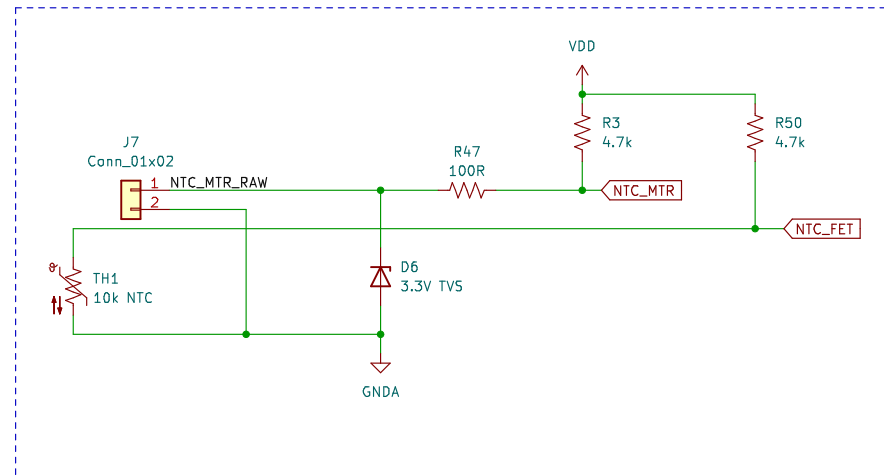 VDD
J7
Conn_01x02
1
NTC_MTR_RAW
2
R47
100R
R3
4.7k
R50
4.7k
NTC_MTR
NTC_FET
θ
TH1
10k NTC
D6
3.3V TVS
GNDA